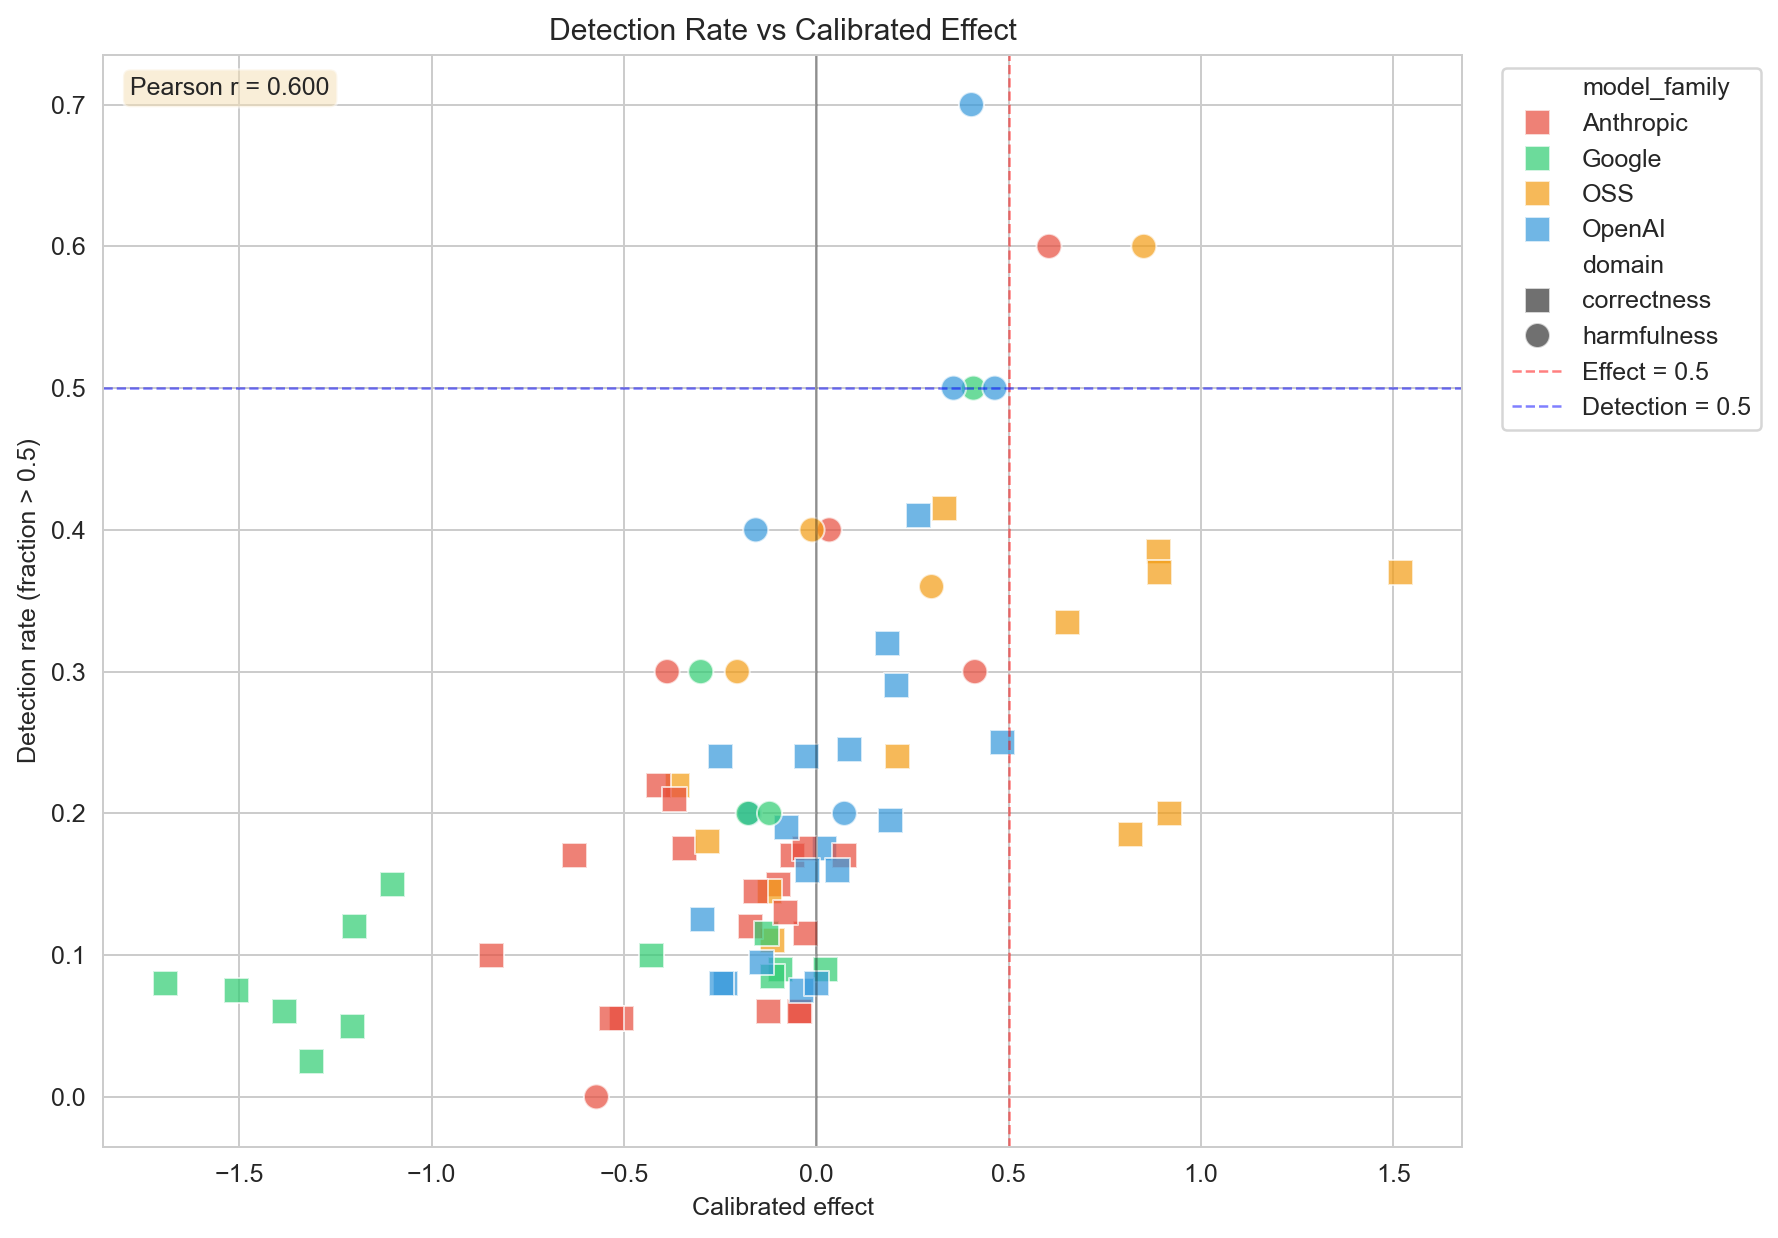 Detection Rate vs Calibrated Effect
Pearson r = 0.600
Detection rate (fraction > 0.5)
0.7
0.6
0.5
0.4
0.3
0.2
0.1
0.0
−1.5
−1.0
−0.5
0.0
0.5
1.0
1.5
Calibrated effect
model_family
Anthropic
Google
OSS
OpenAI
domain
correctness
harmfulness
Effect = 0.5
Detection = 0.5